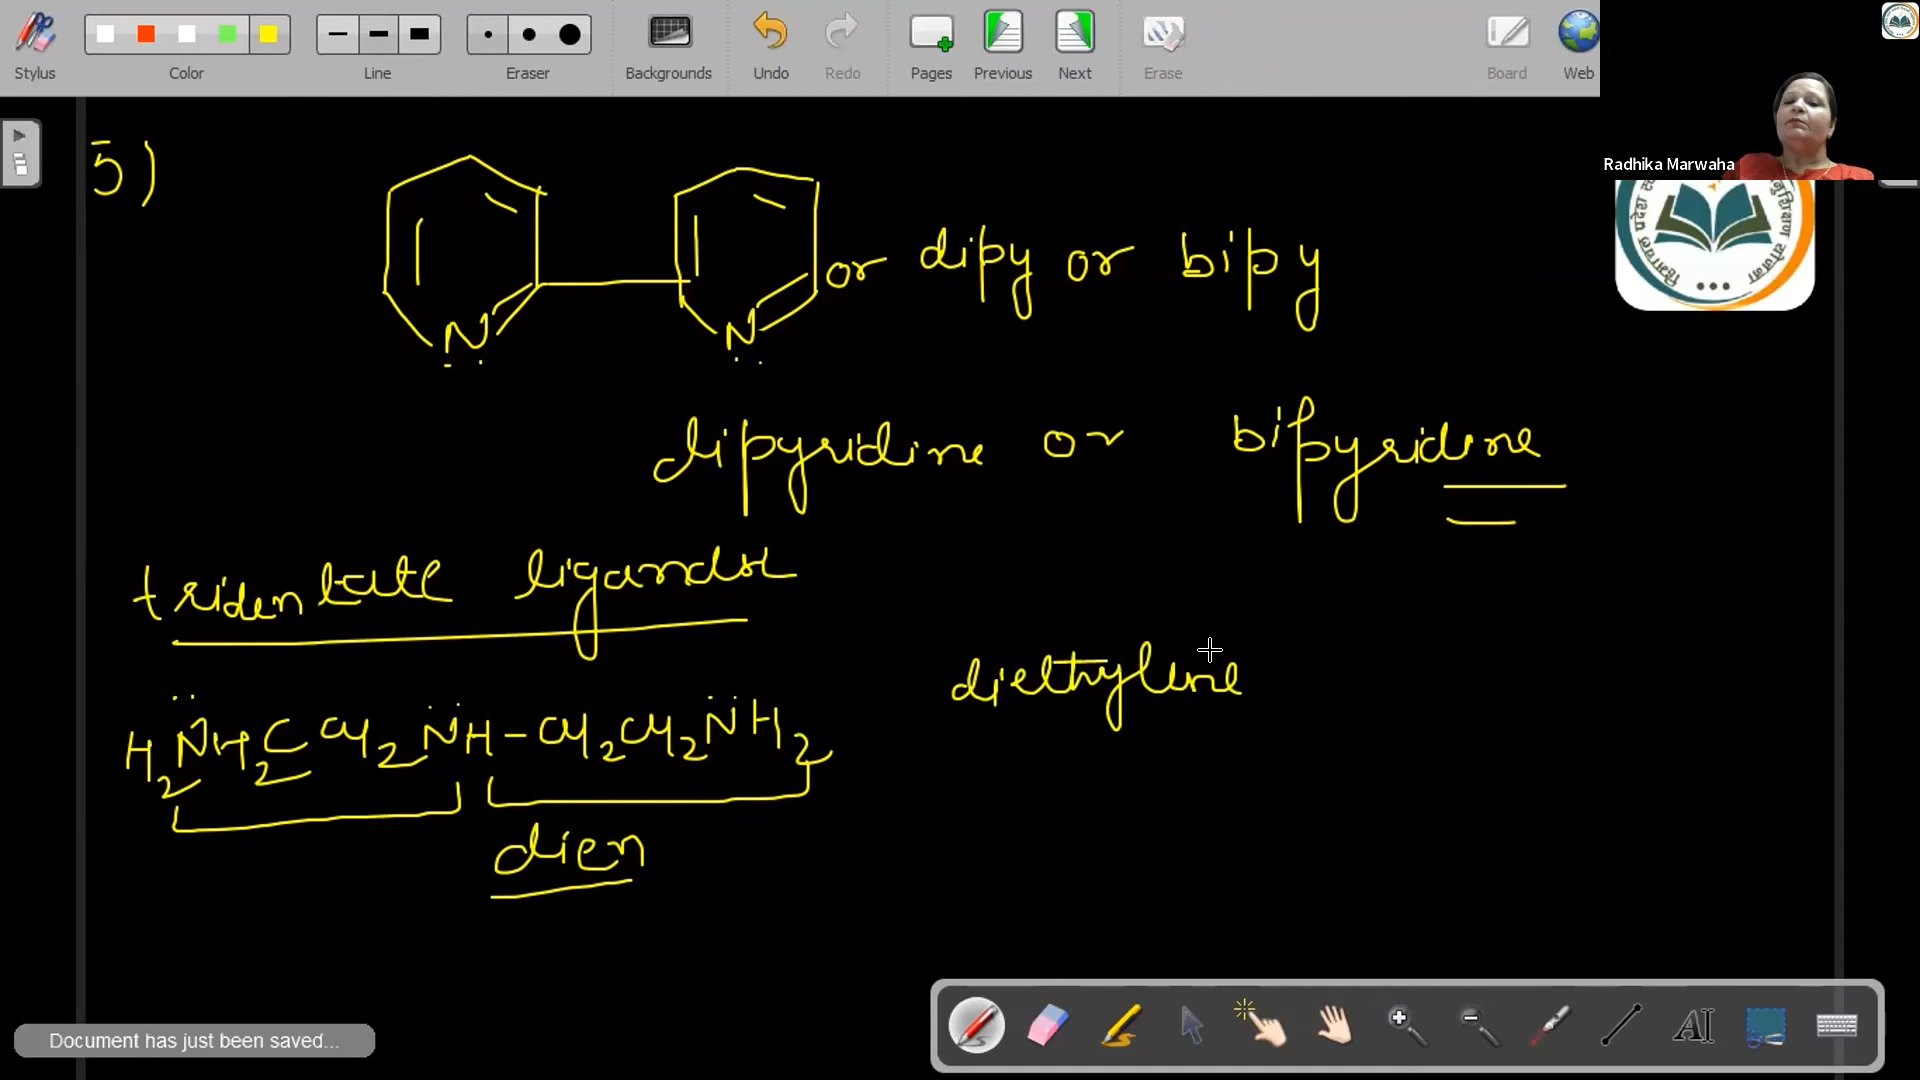 Stylus
Color
Line
Eraser
Backgrounds
Undo
Redo
Pages
Previous
Next
Erase
Board
Web
Radhika Marwaha
5)
N N or dipy or bipy
dipyridine or bipyridine
tridentate ligands
diethylene
H2NH2CCH2NH-CH2CH2NH2
dien
Document has just been saved...